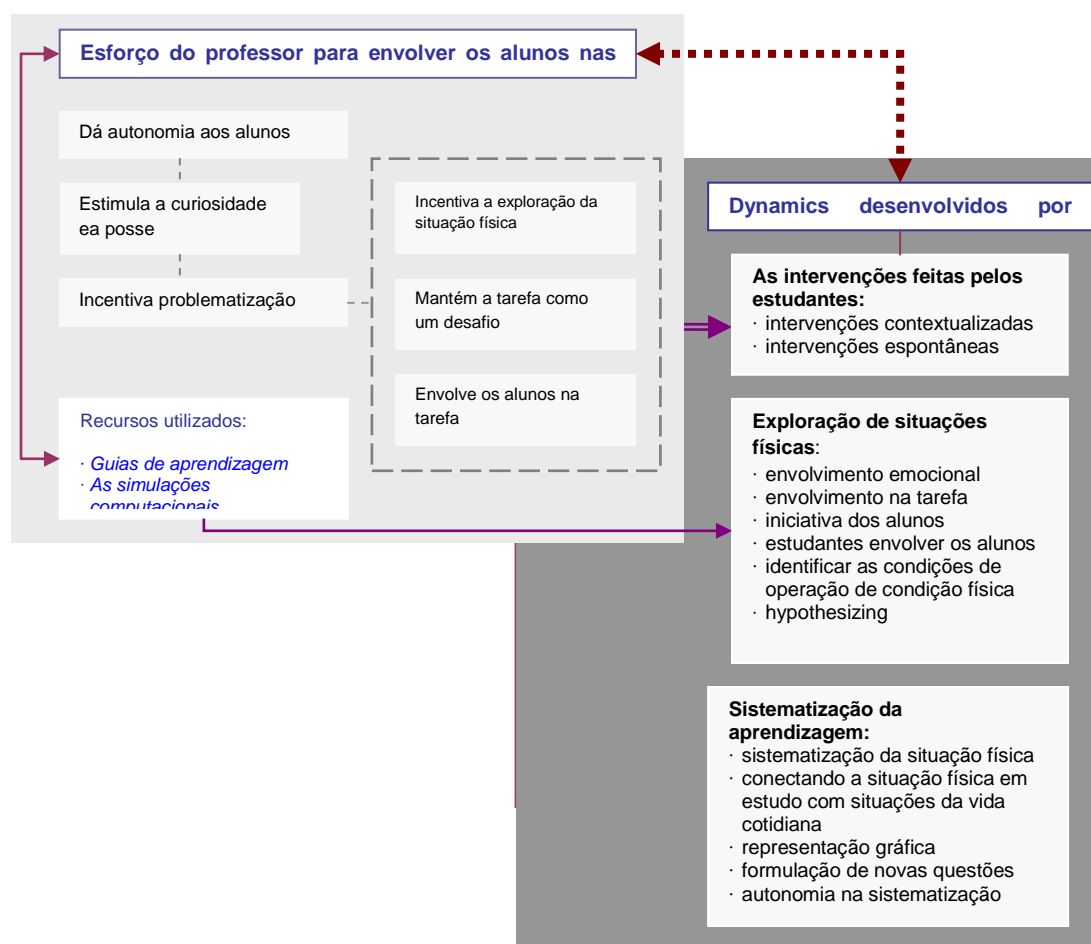 Esforço do professor para envolver os alunos nas
Dá autonomia aos alunos
Estimula a curiosidade
ea posse
Incentiva problematização
Incentiva a exploração da
situação física
Mantém a tarefa como
um desafio
Envolve os alunos na
tarefa
Recursos utilizados:
· Guias de aprendizagem
· As simulações
computacionais
Dynamics desenvolvidos por
As intervenções feitas pelos
estudantes:
· intervenções contextualizadas
· intervenções espontâneas
Exploração de situações
físicas:
· envolvimento emocional
· envolvimento na tarefa
· iniciativa dos alunos
· estudantes envolver os alunos
· identificar as condições de
operação de condição física
· hypothesizing
Sistematização da
aprendizagem:
· sistematização da situação física
· conectando a situação física em
estudo com situações da vida
cotidiana
· representação gráfica
· formulação de novas questões
· autonomia na sistematização